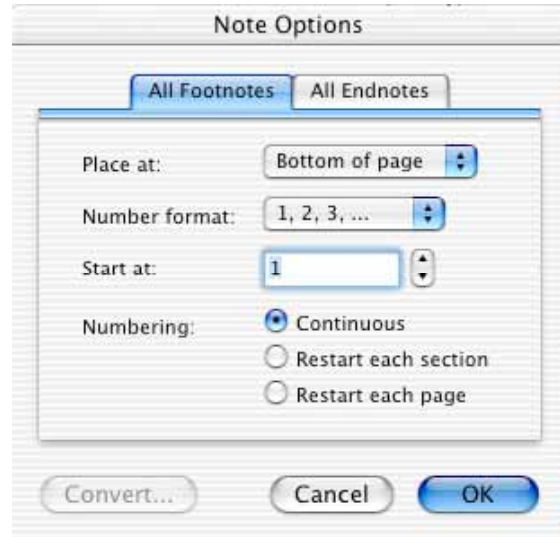 Note Options
All Footnotes All Endnotes
Place at: Bottom of page
Number format: 1, 2, 3, ...
Start at: 1
Numbering: Continuous
Restart each section
Restart each page
Convert... Cancel OK